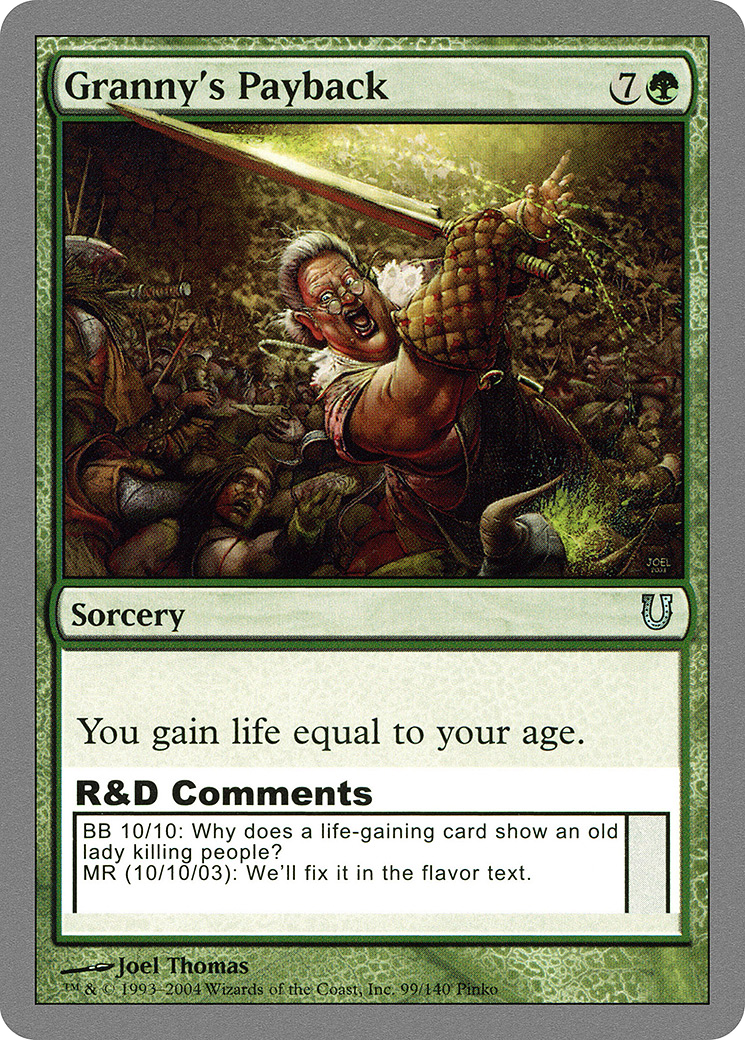 Granny's Payback 7
JOEL
2003
Sorcery
You gain life equal to your age.
R&D Comments
BB 10/10: Why does a life-gaining card show an old
lady killing people?
MR (10/10/03): We'll fix it in the flavor text.
Joel Thomas
™ & © 1993–2004 Wizards of the Coast, Inc. 99/140 Pinko